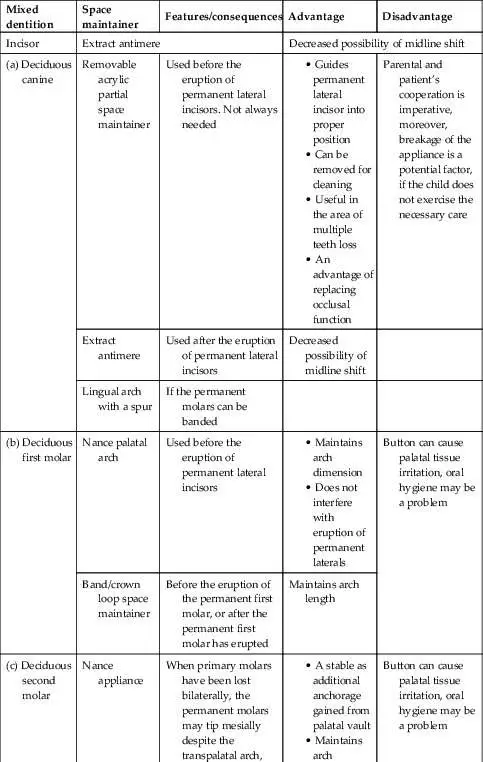 Mixed dentition | Space maintainer | Features/consequences | Advantage | Disadvantage
Incisor | Extract antimere | Decreased possibility of midline shift
(a) Deciduous canine
Removable acrylic partial space maintainer
Used before the eruption of permanent lateral incisors. Not always needed
• Guides permanent lateral incisor into proper position
• Can be removed for cleaning
• Useful in the area of multiple teeth loss
• An advantage of replacing occlusal function
Parental and patient's cooperation is imperative, moreover, breakage of the appliance is a potential factor, if the child does not exercise the necessary care
Extract antimere
Used after the eruption of permanent lateral incisors
Decreased possibility of midline shift
Lingual arch with a spur
If the permanent molars can be banded
(b) Deciduous first molar
Nance palatal arch
Used before the eruption of permanent lateral incisors
• Maintains arch dimension
• Does not interfere with eruption of permanent laterals
Button can cause palatal tissue irritation, oral hygiene may be a problem
Band/crown loop space maintainer
Before the eruption of the permanent first molar, or after the permanent first molar has erupted
Maintains arch length
(c) Deciduous second molar
Nance appliance
When primary molars have been lost bilaterally, the permanent molars may tip mesially despite the transpalatal arch,
• A stable as additional anchorage gained from palatal vault
• Maintains arch
Button can cause palatal tissue irritation, oral hygiene may be a problem